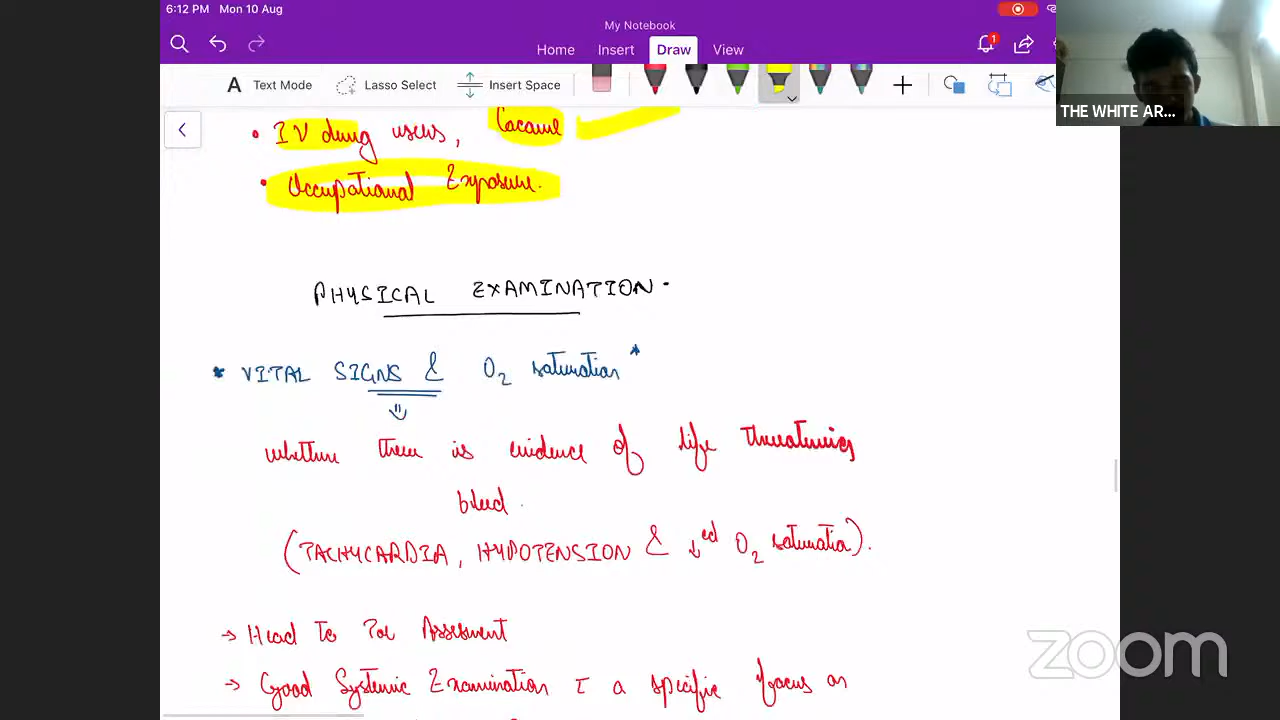 6:12 PM Mon 10 Aug
My Notebook
Home Insert Draw View
1
A Text Mode Lasso Select Insert Space
THE WHITE AR...
• IV drug users, Cocaine
• Occupational Exposure.
PHYSICAL EXAMINATION.
* VITAL SIGNS & O2 saturation *
whether there is evidence of life threatening
bleed.
(TACHYCARDIA, HYPOTENSION & ↓ed O2 saturation).
→ Head To Toe Assesment
→ Good Systemic Examination c a specific focus on
zoom